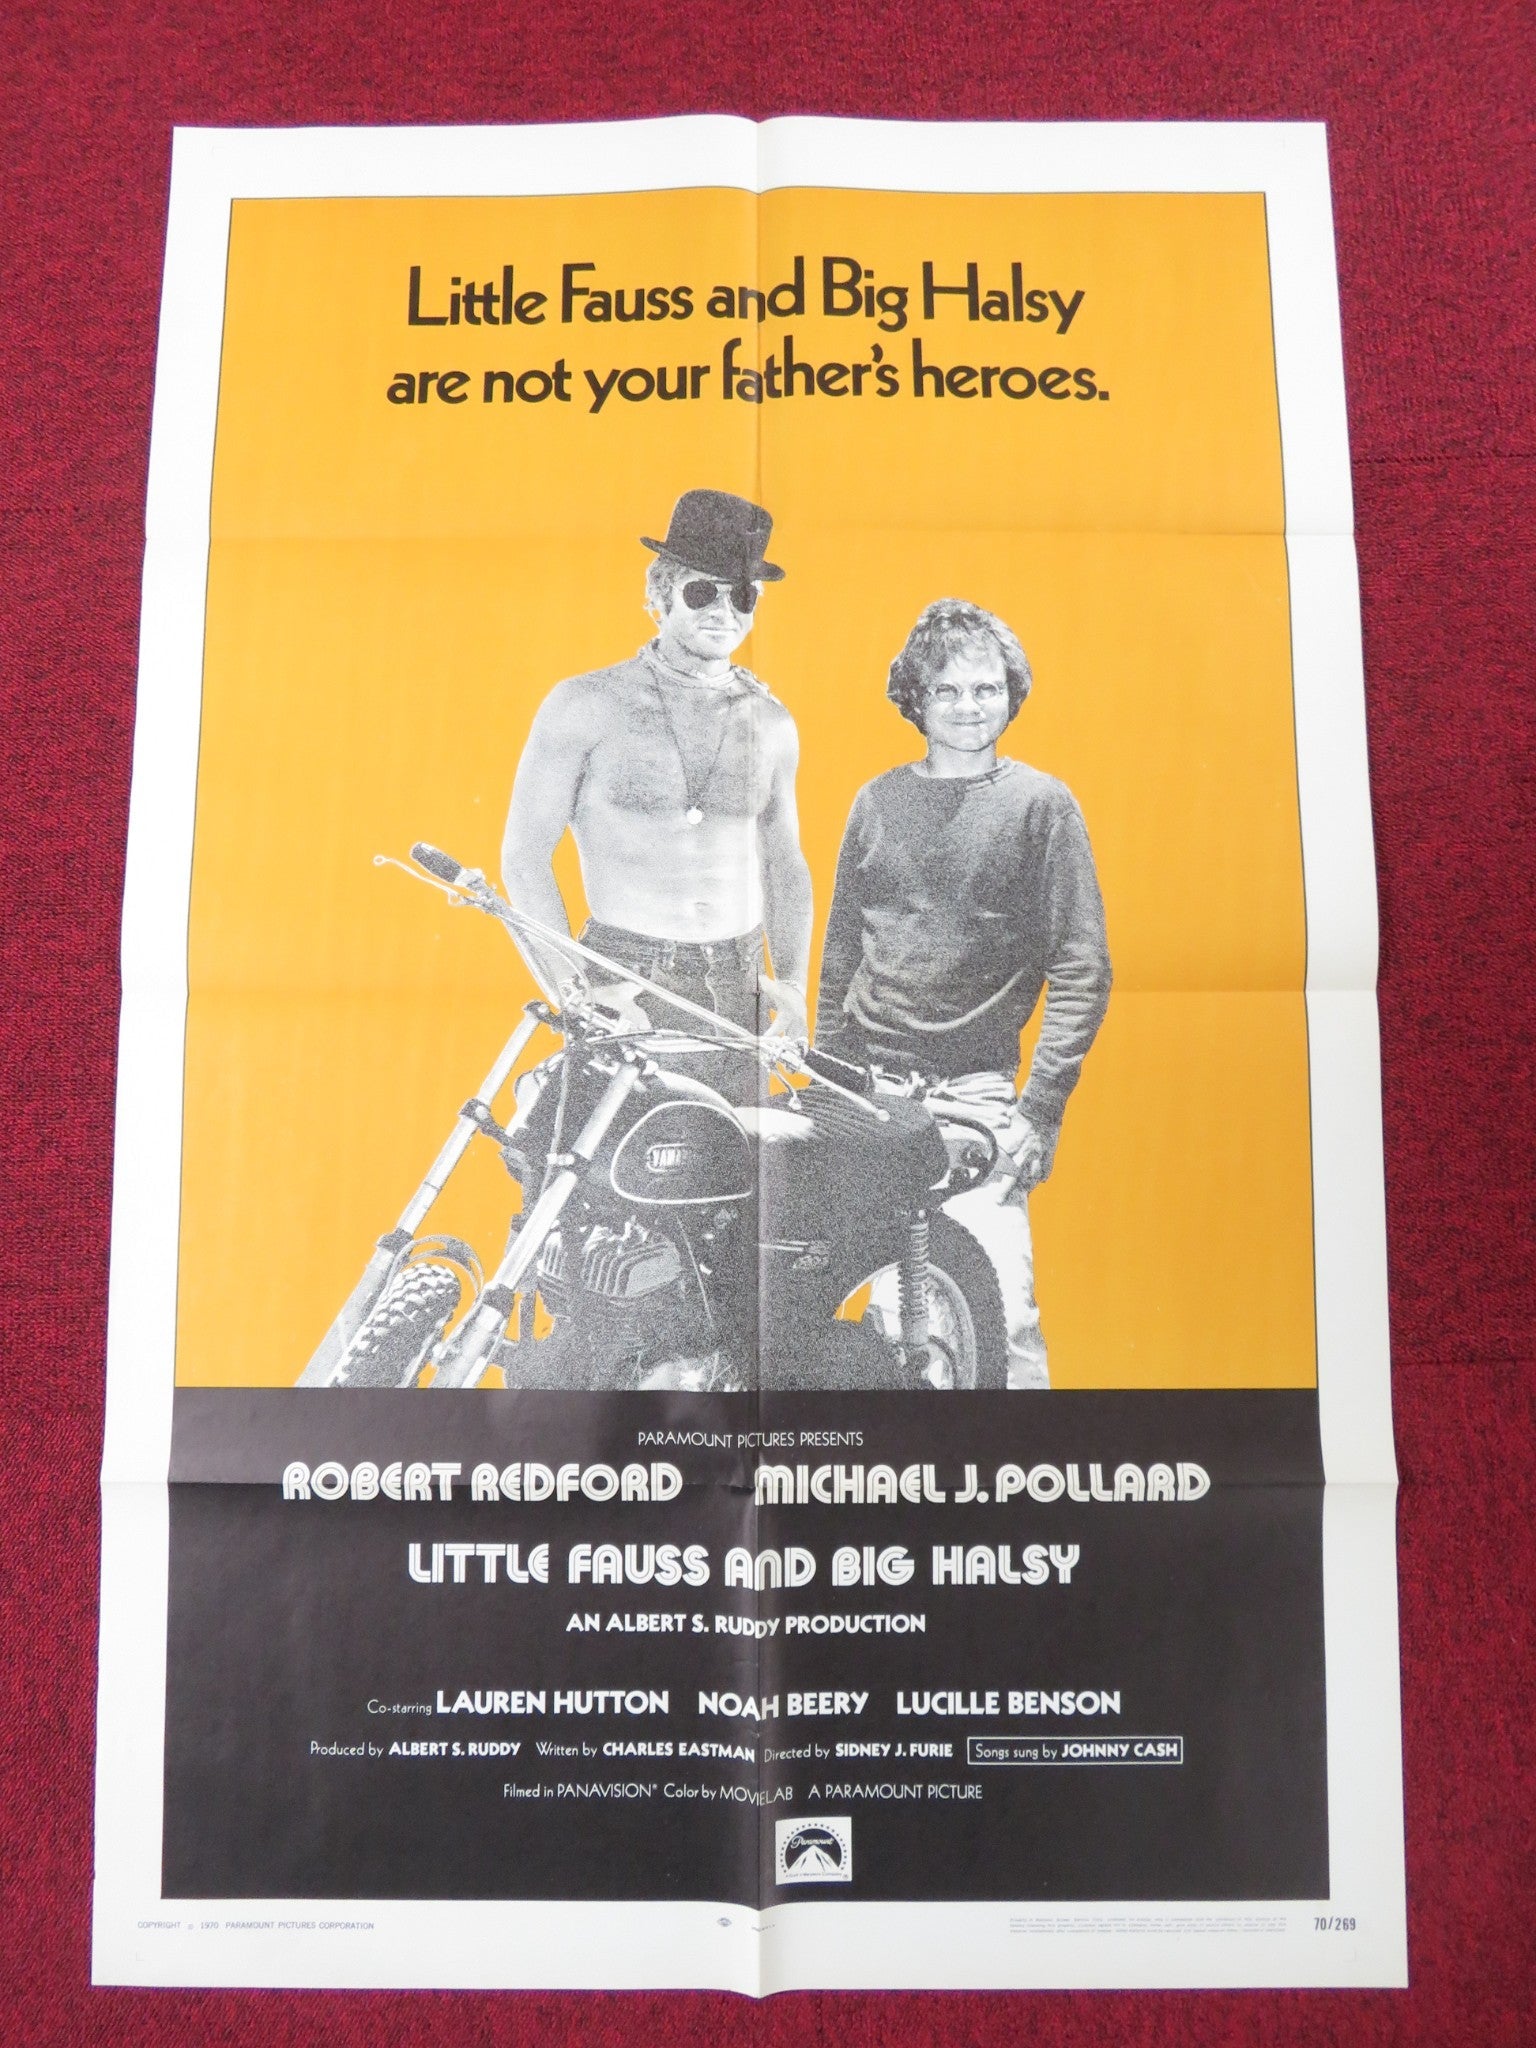 Little Fauss and Big Halsy
are not your father's heroes.
YAMAHA
PARAMOUNT PICTURES PRESENTS
ROBERT REDFORD MICHAEL J. POLLARD
LITTLE FAUSS AND BIG HALSY
AN ALBERT S. RUDDY PRODUCTION
Co-starring LAUREN HUTTON NOAH BEERY LUCILLE BENSON
Produced by ALBERT S. RUDDY Written by CHARLES EASTMAN Directed by SIDNEY J. FURIE Songs sung by JOHNNY CASH
Filmed in PANAVISION® Color by MOVIELAB A PARAMOUNT PICTURE
Paramount
COPYRIGHT © 1970 PARAMOUNT PICTURES CORPORATION
70/269